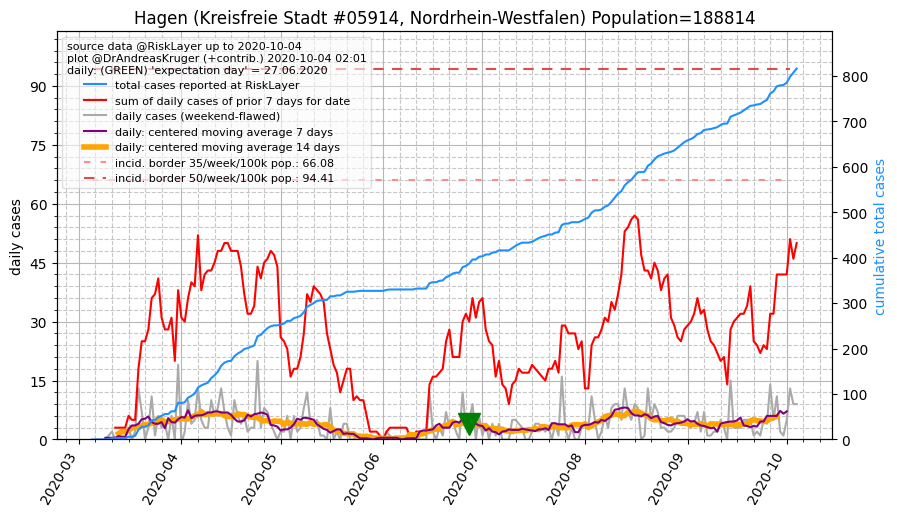 Hagen (Kreisfreie Stadt #05914, Nordrhein-Westfalen) Population=188814
source data @RiskLayer up to 2020-10-04
plot @DrAndreasKruger (+contrib.) 2020-10-04 02:01
daily: (GREEN) 'expectation day' = 27.06.2020
total cases reported at RiskLayer
sum of daily cases of prior 7 days for date
daily cases (weekend-flawed)
daily: centered moving average 7 days
daily: centered moving average 14 days
incid. border 35/week/100k pop.: 66.08
incid. border 50/week/100k pop.: 94.41
daily cases
90
75
60
45
30
15
0
cumulative total cases
800
700
600
500
400
300
200
100
0
2020-03
2020-04
2020-05
2020-06
2020-07
2020-08
2020-09
2020-10